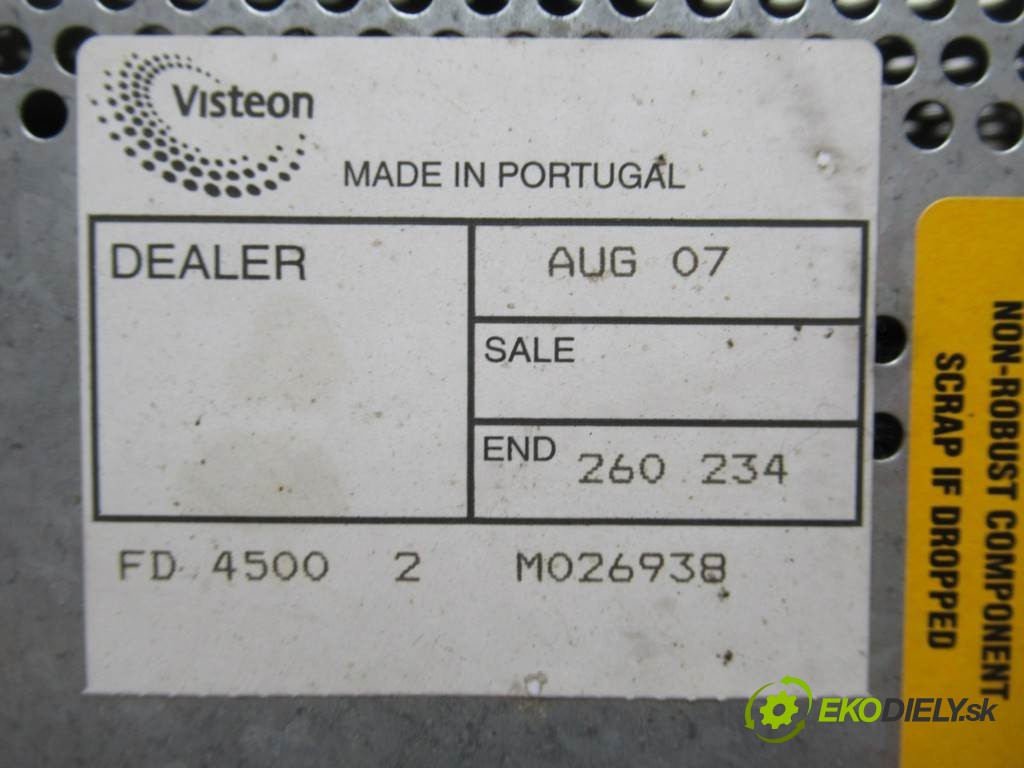 Visteon
MADE IN PORTUGAL
DEALER
AUG 07
SALE
END 260 234
FD 4500 2 M026938
NON-ROBUST COMPONENT
SCRAP IF DROPPED
EKODIELY.sk